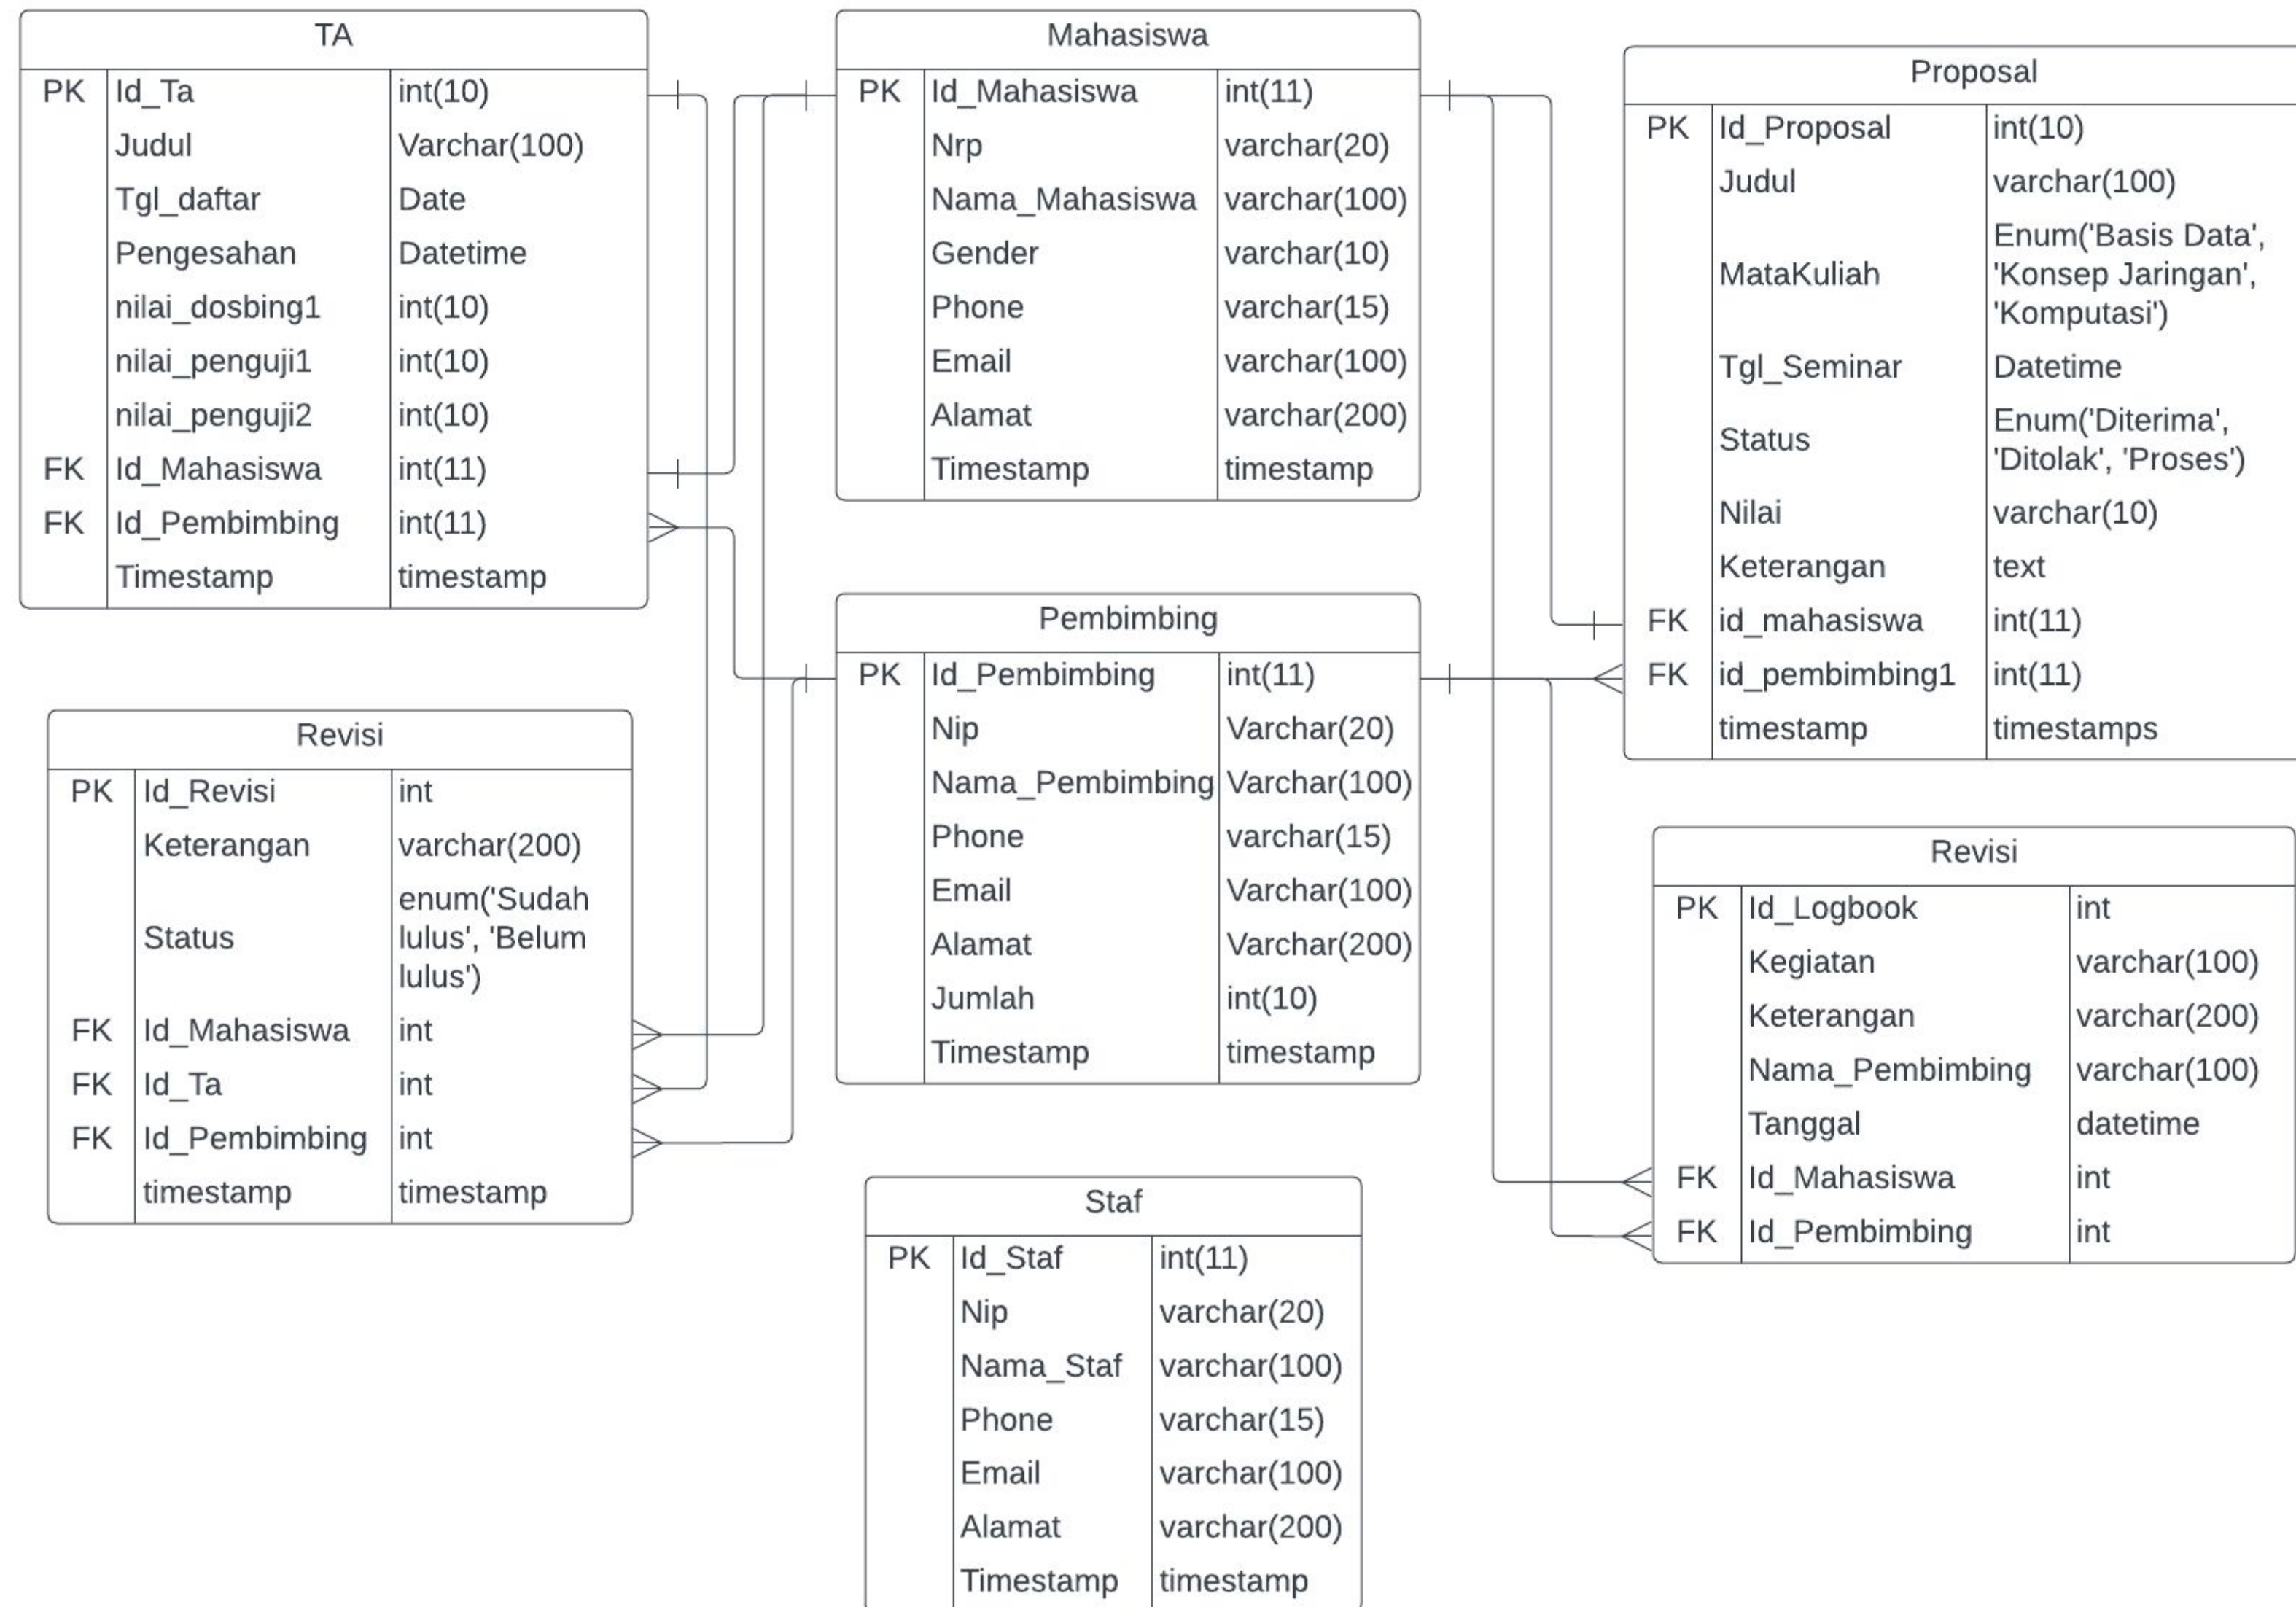 TA
PK Id_Ta int(10)
Judul Varchar(100)
Tgl_daftar Date
Pengesahan Datetime
nilai_dosbing1 int(10)
nilai_penguji1 int(10)
nilai_penguji2 int(10)
FK Id_Mahasiswa int(11)
FK Id_Pembimbing int(11)
Timestamp timestamp
Revisi
PK Id_Revisi int
Keterangan varchar(200)
Status enum('Sudah
lulus', 'Belum
lulus')
FK Id_Mahasiswa int
FK Id_Ta int
FK Id_Pembimbing int
timestamp timestamp
Mahasiswa
PK Id_Mahasiswa int(11)
Nrp varchar(20)
Nama_Mahasiswa varchar(100)
Gender varchar(10)
Phone varchar(15)
Email varchar(100)
Alamat varchar(200)
Timestamp timestamp
Pembimbing
PK Id_Pembimbing int(11)
Nip Varchar(20)
Nama_Pembimbing Varchar(100)
Phone varchar(15)
Email Varchar(100)
Alamat Varchar(200)
Jumlah int(10)
Timestamp timestamp
Staf
PK Id_Staf int(11)
Nip varchar(20)
Nama_Staf varchar(100)
Phone varchar(15)
Email varchar(100)
Alamat varchar(200)
Timestamp timestamp
Proposal
PK Id_Proposal int(10)
Judul varchar(100)
MataKuliah Enum('Basis Data',
'Konsep Jaringan',
'Komputasi')
Tgl_Seminar Datetime
Status Enum('Diterima',
'Ditolak', 'Proses')
Nilai varchar(10)
Keterangan text
FK id_mahasiswa int(11)
FK id_pembimbing1 int(11)
timestamp timestamps
Revisi
PK Id_Logbook int
Kegiatan varchar(100)
Keterangan varchar(200)
Nama_Pembimbing varchar(100)
Tanggal datetime
FK Id_Mahasiswa int
FK Id_Pembimbing int